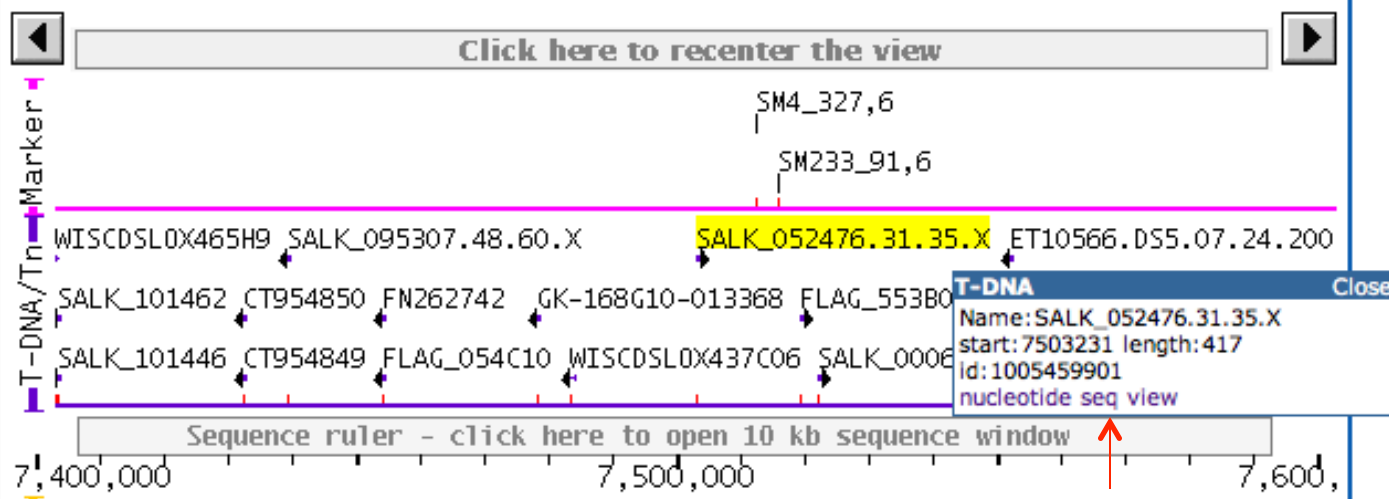 Click here to recenter the view
Marker
SM4_327,6
SM233_91,6
T-DNA/Tn
WISCDSLOX465H9 SALK_095307.48.60.X SALK_052476.31.35.X ET10566.DS5.07.24.200
SALK_101462 CT954850 FN262742 GK-168G10-013368 FLAG_553B0
SALK_101446 CT954849 FLAG_054C10 WISCDSLOX437C06 SALK_0006
T-DNA Close
Name:SALK_052476.31.35.X
start:7503231 length:417
id:1005459901
nucleotide seq view
Sequence ruler - click here to open 10 kb sequence window
7,400,000 7,500,000 7,600,